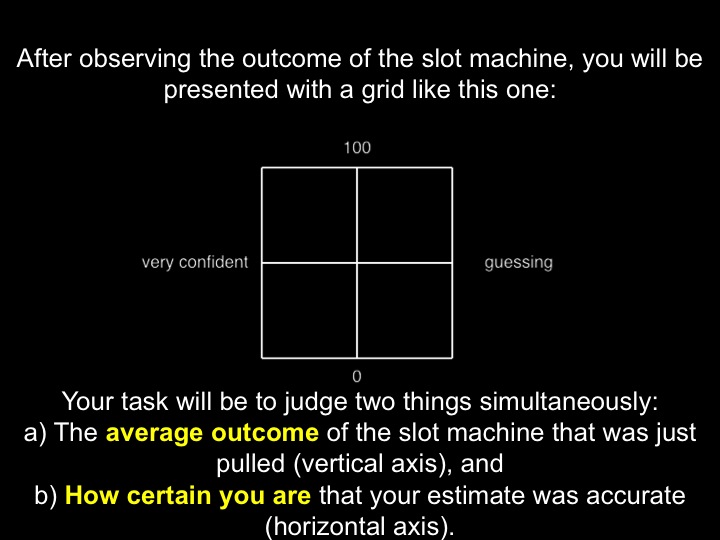 After observing the outcome of the slot machine, you will be
presented with a grid like this one:
100
very confident
guessing
0
Your task will be to judge two things simultaneously:
a) The average outcome of the slot machine that was just
pulled (vertical axis), and
b) How certain you are that your estimate was accurate
(horizontal axis).